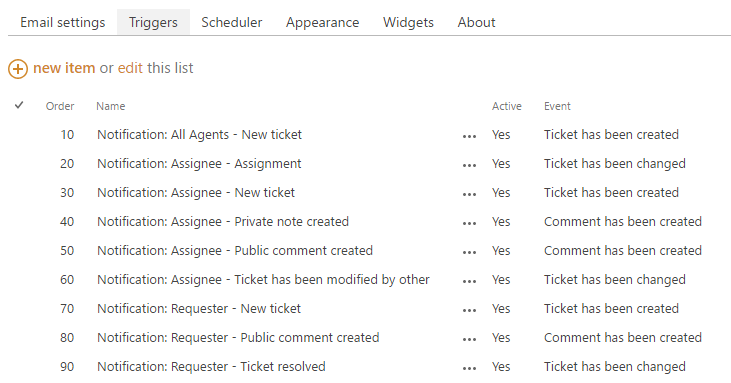 Email settings Triggers Scheduler Appearance Widgets About
new item or edit this list
Order Name Active Event
10 Notification: All Agents - New ticket ... Yes Ticket has been created
20 Notification: Assignee - Assignment ... Yes Ticket has been changed
30 Notification: Assignee - New ticket ... Yes Ticket has been created
40 Notification: Assignee - Private note created ... Yes Comment has been created
50 Notification: Assignee - Public comment created ... Yes Comment has been created
60 Notification: Assignee - Ticket has been modified by other ... Yes Ticket has been changed
70 Notification: Requester - New ticket ... Yes Ticket has been created
80 Notification: Requester - Public comment created ... Yes Comment has been created
90 Notification: Requester - Ticket resolved ... Yes Ticket has been changed